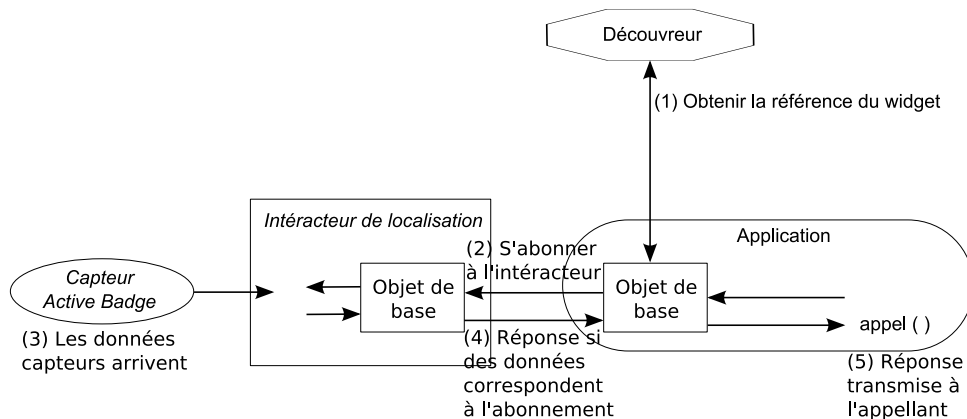 Découvreur
(1) Obtenir la référence du widget
Intéracteur de localisation
Application
(2) S'abonner
à l'intéracteur
Capteur
Active Badge
Objet de
base
Objet de
base
appel ( )
(3) Les données
capteurs arrivent
(4) Réponse si
des données
correspondent
à l'abonnement
(5) Réponse
transmise à
l'appellant